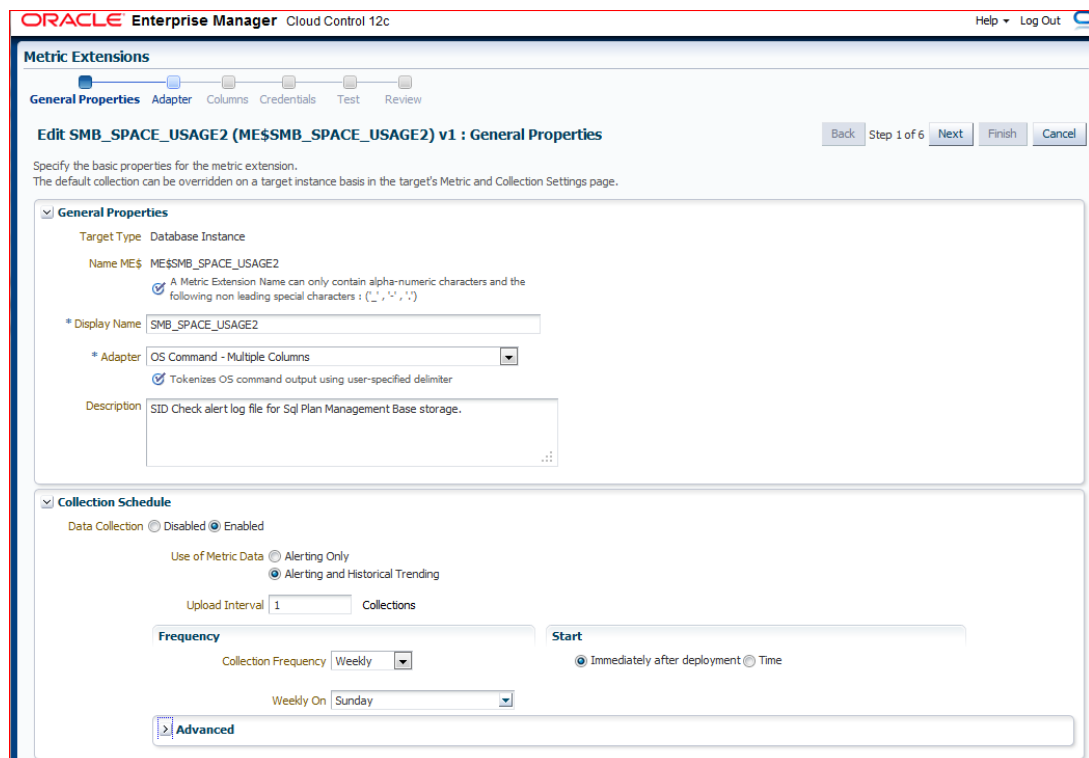 ORACLE Enterprise Manager Cloud Control 12c
Help Log Out
Metric Extensions
General Properties Adapter Columns Credentials Test Review
Edit SMB_SPACE_USAGE2 (ME$SMB_SPACE_USAGE2) v1 : General Properties
Back Step 1 of 6 Next Finish Cancel
Specify the basic properties for the metric extension.
The default collection can be overridden on a target instance basis in the target's Metric and Collection Settings page.
General Properties
Target Type Database Instance
Name ME$ ME$SMB_SPACE_USAGE2
A Metric Extension Name can only contain alpha-numeric characters and the
following non leading special characters : ('_' , '-' , '.')
* Display Name SMB_SPACE_USAGE2
* Adapter OS Command - Multiple Columns
Tokenizes OS command output using user-specified delimiter
Description SID Check alert log file for Sql Plan Management Base storage.
Collection Schedule
Data Collection Disabled Enabled
Use of Metric Data Alerting Only
Alerting and Historical Trending
Upload Interval 1 Collections
Frequency
Start
Collection Frequency Weekly
Immediately after deployment Time
Weekly On Sunday
Advanced